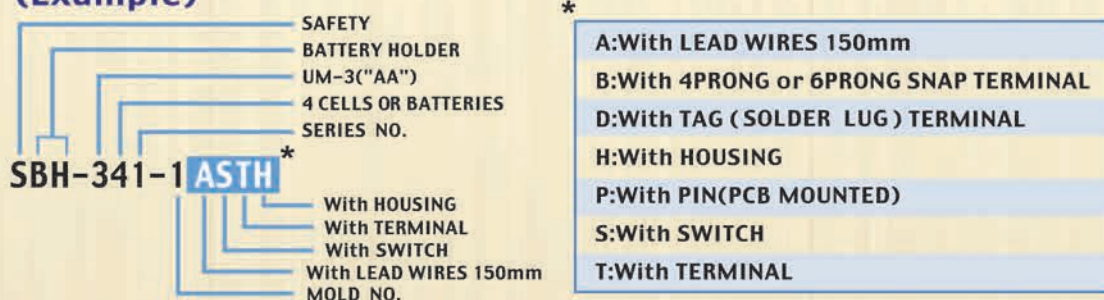 (Example)
SAFETY
BATTERY HOLDER
UM-3("AA")
4 CELLS OR BATTERIES
SERIES NO.
SBH-341-1 ASTH *
With HOUSING
With TERMINAL
With SWITCH
With LEAD WIRES 150mm
MOLD NO.
*
A:With LEAD WIRES 150mm
B:With 4PRONG or 6PRONG SNAP TERMINAL
D:With TAG ( SOLDER LUG ) TERMINAL
H:With HOUSING
P:With PIN(PCB MOUNTED)
S:With SWITCH
T:With TERMINAL